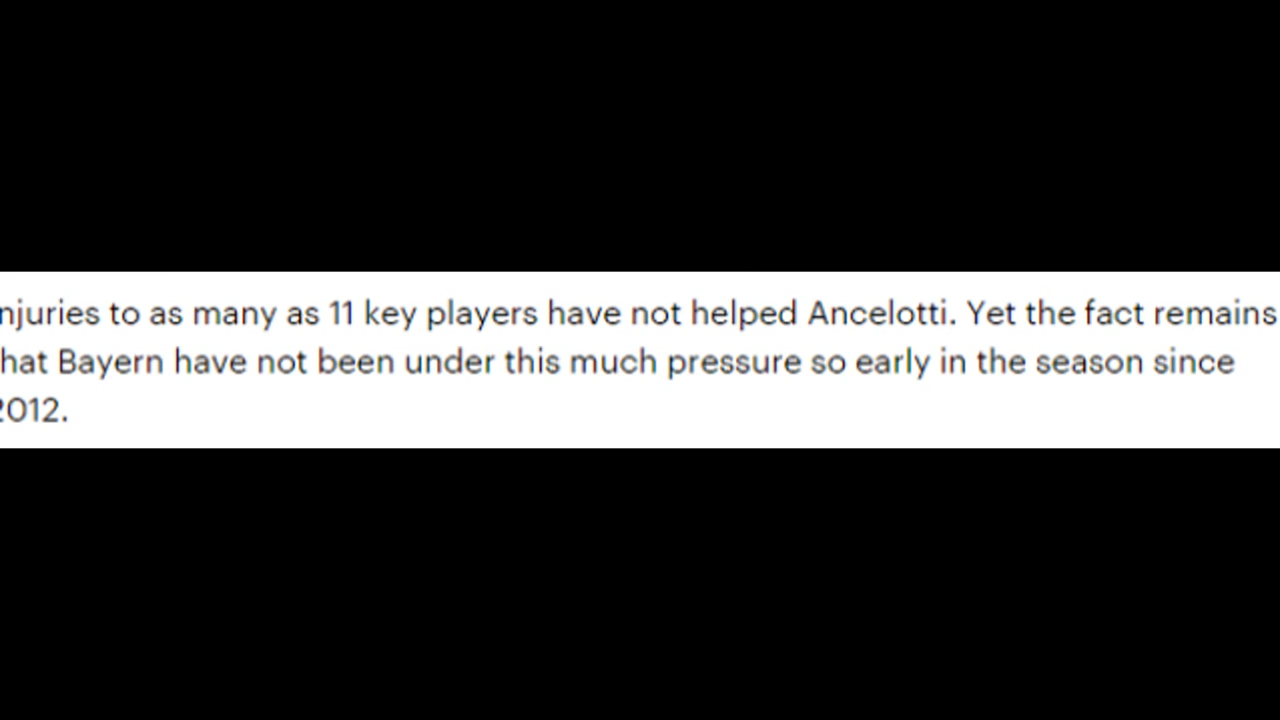 njuries to as many as 11 key players have not helped Ancelotti. Yet the fact remains
hat Bayern have not been under this much pressure so early in the season since
2012.